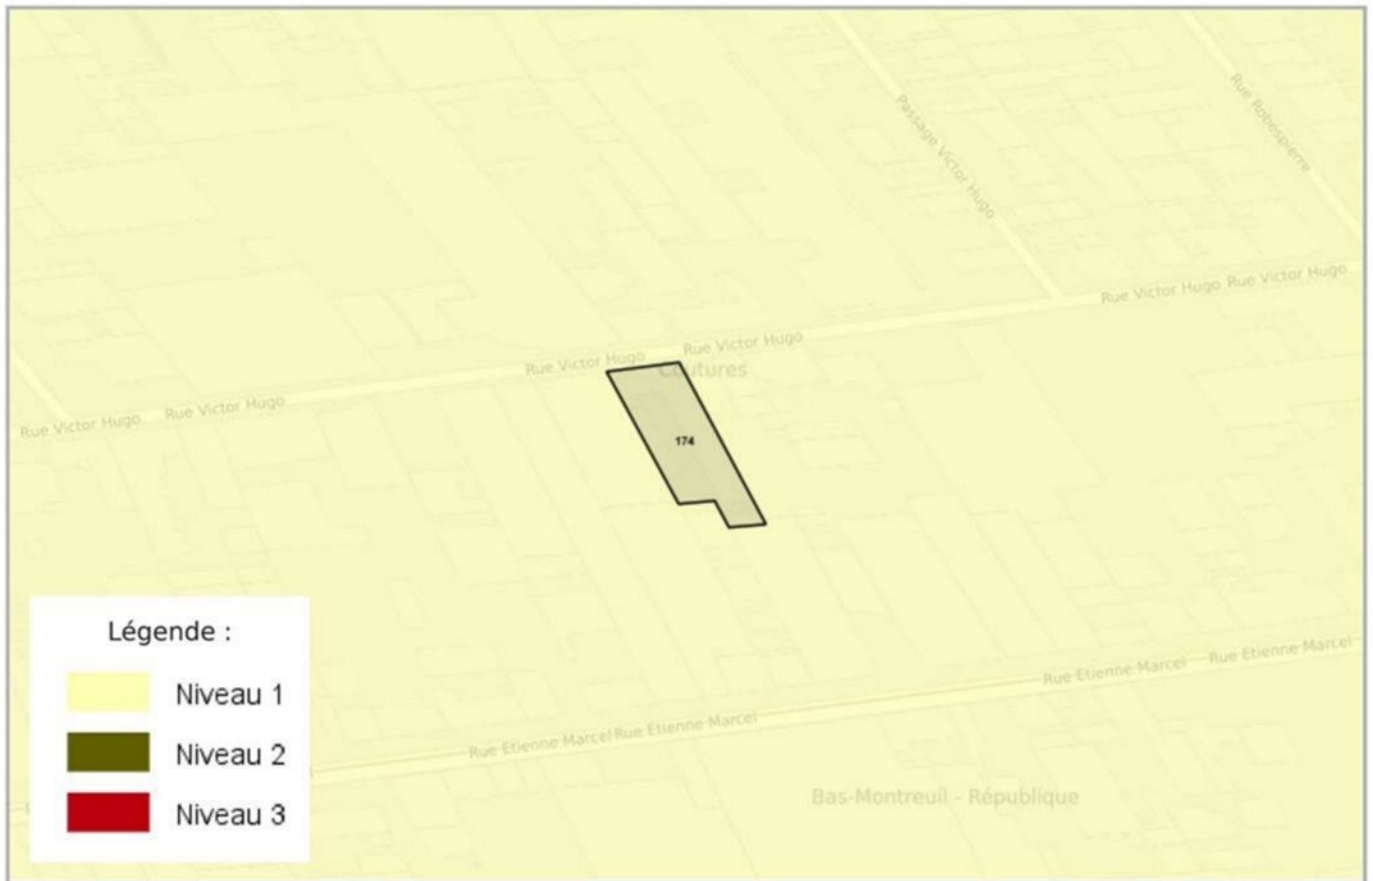 Rue Robespierre
Passage Victor Hugo
Rue Victor Hugo Rue Victor Hugo
Rue Victor Hugo
Rue Victor Hugo
Coutures
Rue Victor Hugo
Rue Victor Hugo
174
Légende :
Niveau 1
Niveau 2
Niveau 3
Rue Etienne Marcel
Rue Etienne Marcel
Rue Etienne Marcel
Rue Etienne Marcel
Bas-Montreuil - République